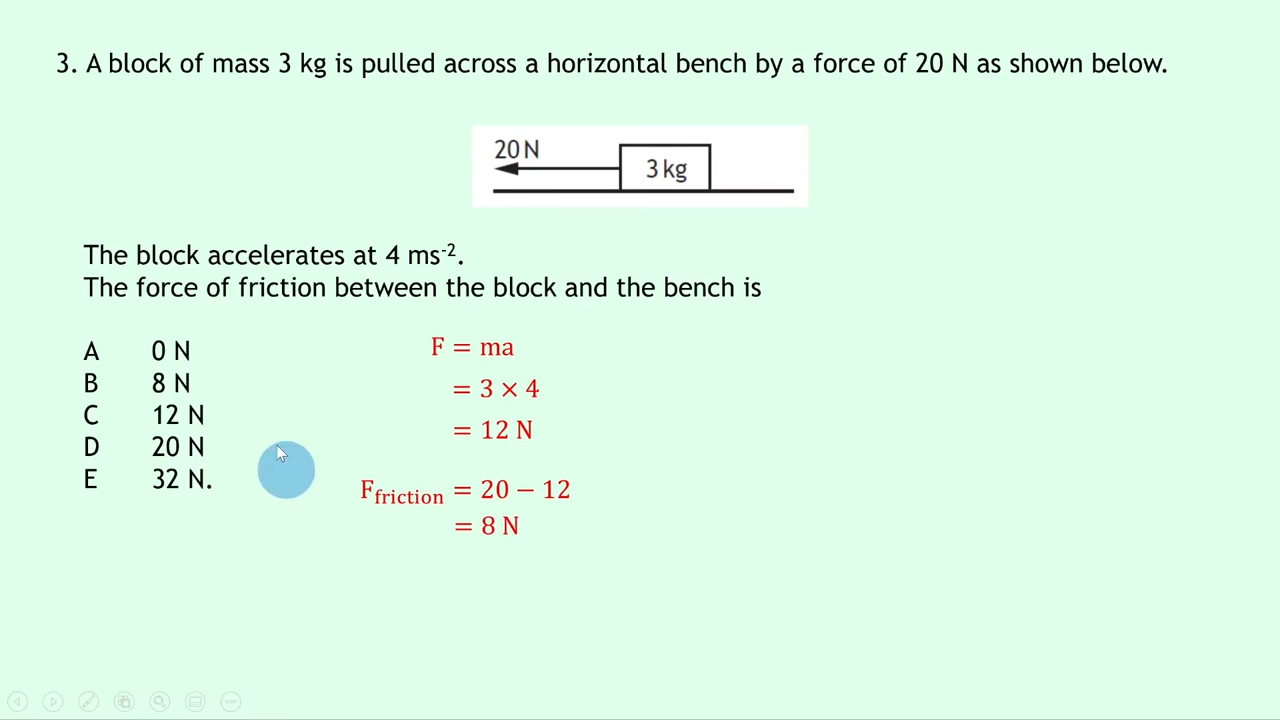 3. A block of mass 3 kg is pulled across a horizontal bench by a force of 20 N as shown below.
20 N
3 kg
The block accelerates at 4 ms⁻².
The force of friction between the block and the bench is
A 0 N
B 8 N
C 12 N
D 20 N
E 32 N.
F = ma
= 3 × 4
= 12 N
F_friction = 20 − 12
= 8 N